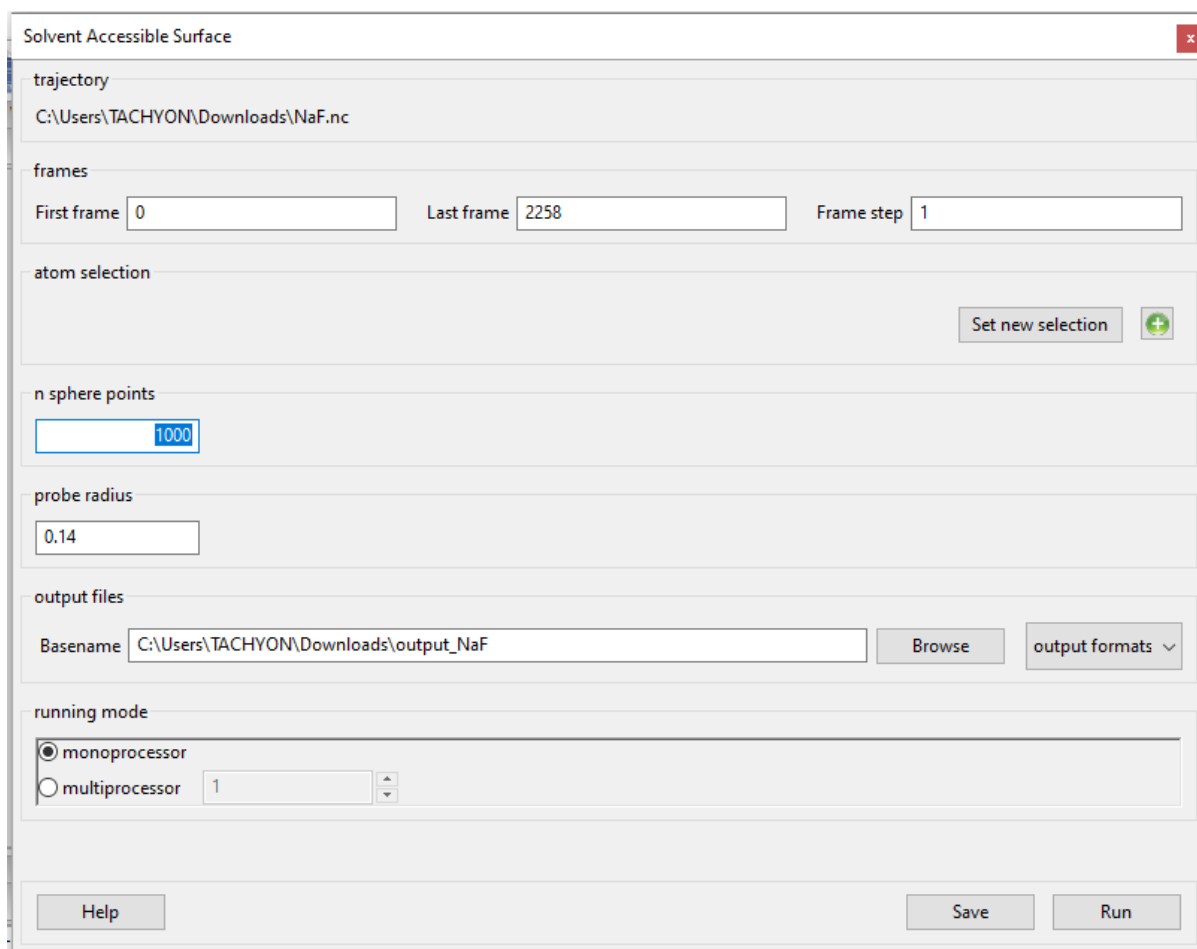 Solvent Accessible Surface
x
trajectory
C:\Users\TACHYON\Downloads\NaF.nc
frames
First frame 0 Last frame 2258 Frame step 1
atom selection
Set new selection
n sphere points
1000
probe radius
0.14
output files
Basename C:\Users\TACHYON\Downloads\output_NaF Browse output formats
running mode
monoprocessor
multiprocessor 1
Help Save Run